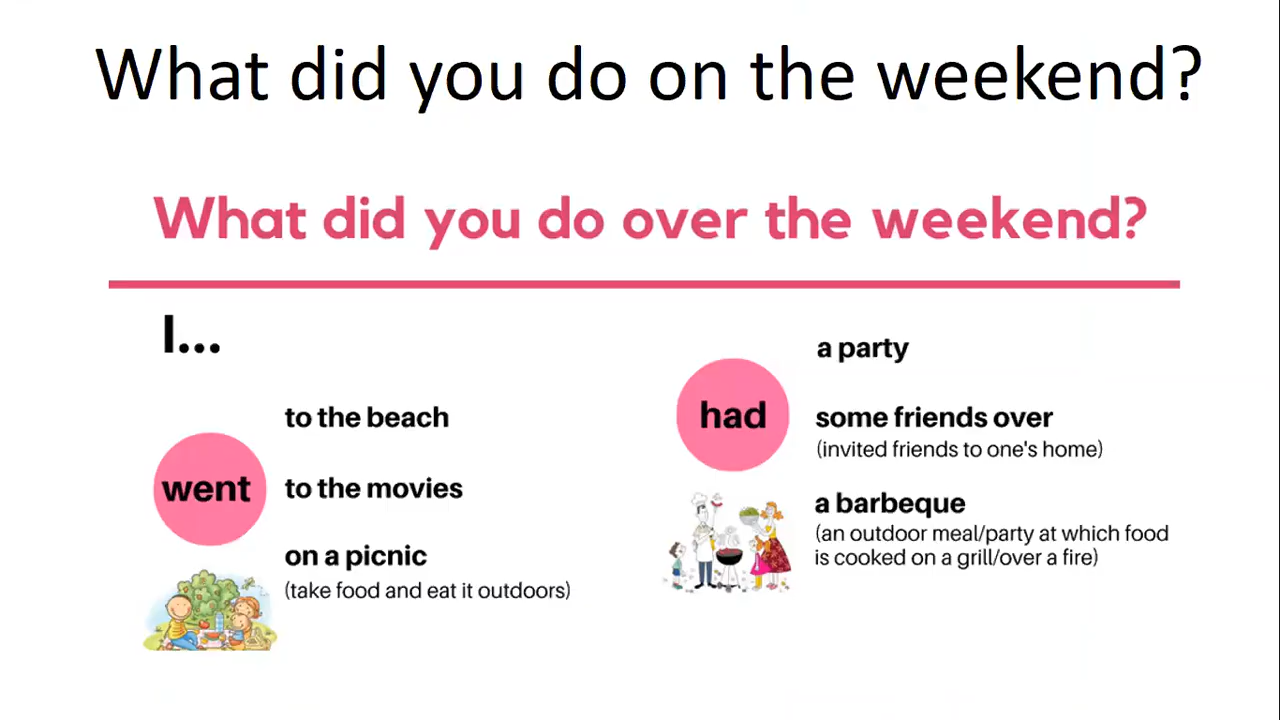 What did you do on the weekend?
What did you do over the weekend?
I...
went
to the beach
to the movies
on a picnic
(take food and eat it outdoors)
had
a party
some friends over
(invited friends to one's home)
a barbeque
(an outdoor meal/party at which food
is cooked on a grill/over a fire)